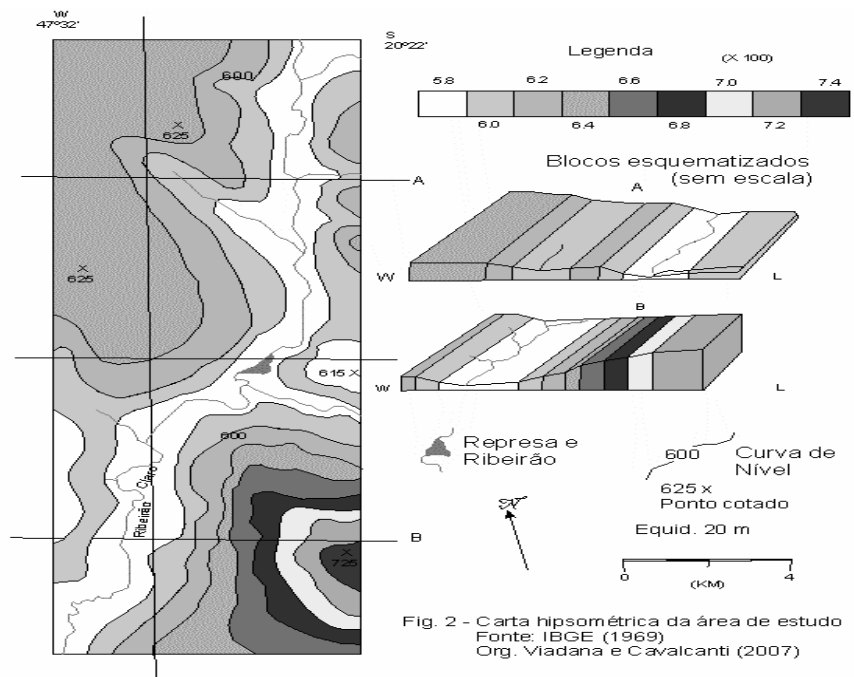 W
47º32'
S
20º22'
Legenda
(X 100)
5.8 6.2 6.6 7.0 7.4
6.0 6.4 6.8 7.2
600
X
625
Blocos esquematizados
(sem escala)
A
A
W
L
X
625
B
615 X
W
L
600
Represa e
Ribeirão
600
Curva de
Nível
625 x
Ponto cotado
Ribeirão Claro
N
Equid. 20 m
B
X
725
0 4
(KM)
Fig. 2 - Carta hipsométrica da área de estudo
Fonte: IBGE (1969)
Org. Viadana e Cavalcanti (2007)